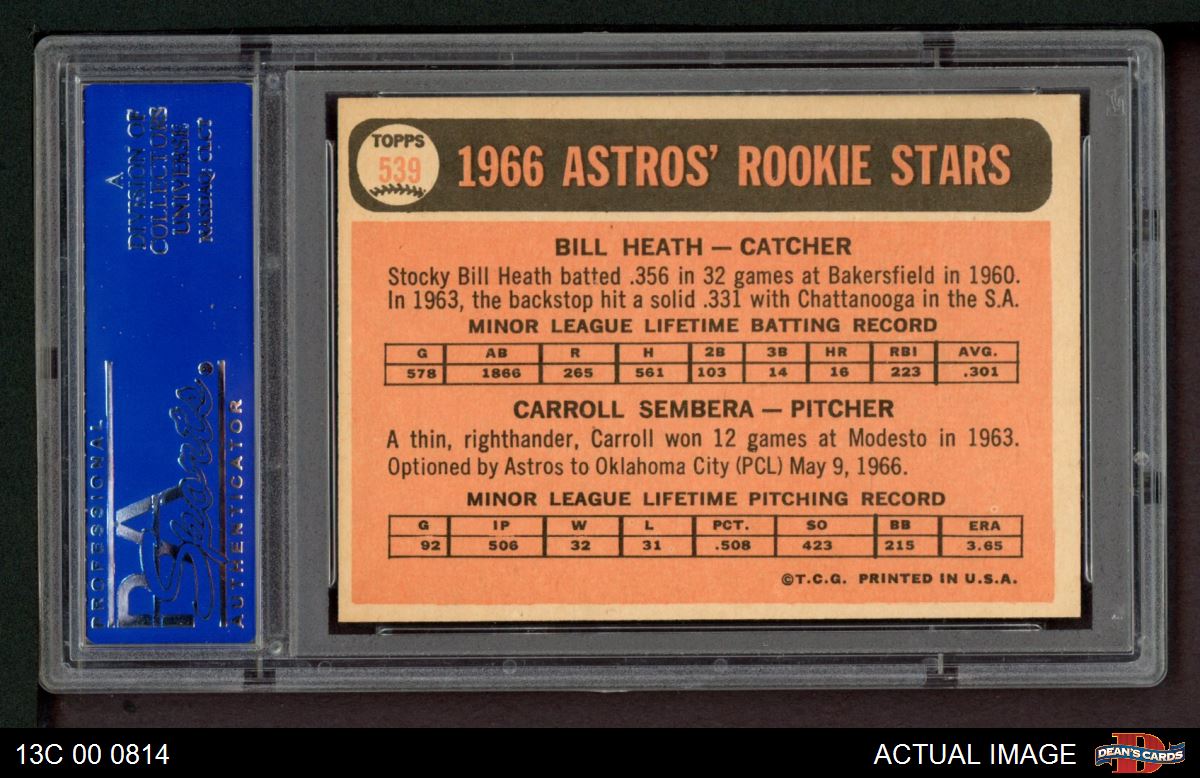 A
DIVISION OF
COLLECTORS
UNIVERSE
NASDAQ: CLCT
PROFESSIONAL
PSA
Sports
AUTHENTICATOR
TOPPS
539
1966 ASTROS' ROOKIE STARS
BILL HEATH — CATCHER
Stocky Bill Heath batted .356 in 32 games at Bakersfield in 1960.
In 1963, the backstop hit a solid .331 with Chattanooga in the S.A.
MINOR LEAGUE LIFETIME BATTING RECORD
G AB R H 2B 3B HR RBI AVG.
578 1866 265 561 103 14 16 223 .301
CARROLL SEMBERA — PITCHER
A thin, righthander, Carroll won 12 games at Modesto in 1963.
Optioned by Astros to Oklahoma City (PCL) May 9, 1966.
MINOR LEAGUE LIFETIME PITCHING RECORD
G IP W L PCT. SO BB ERA
92 506 32 31 .508 423 215 3.65
©T.C.G. PRINTED IN U.S.A.
13C 00 0814
ACTUAL IMAGE
D
DEAN'S CARDS